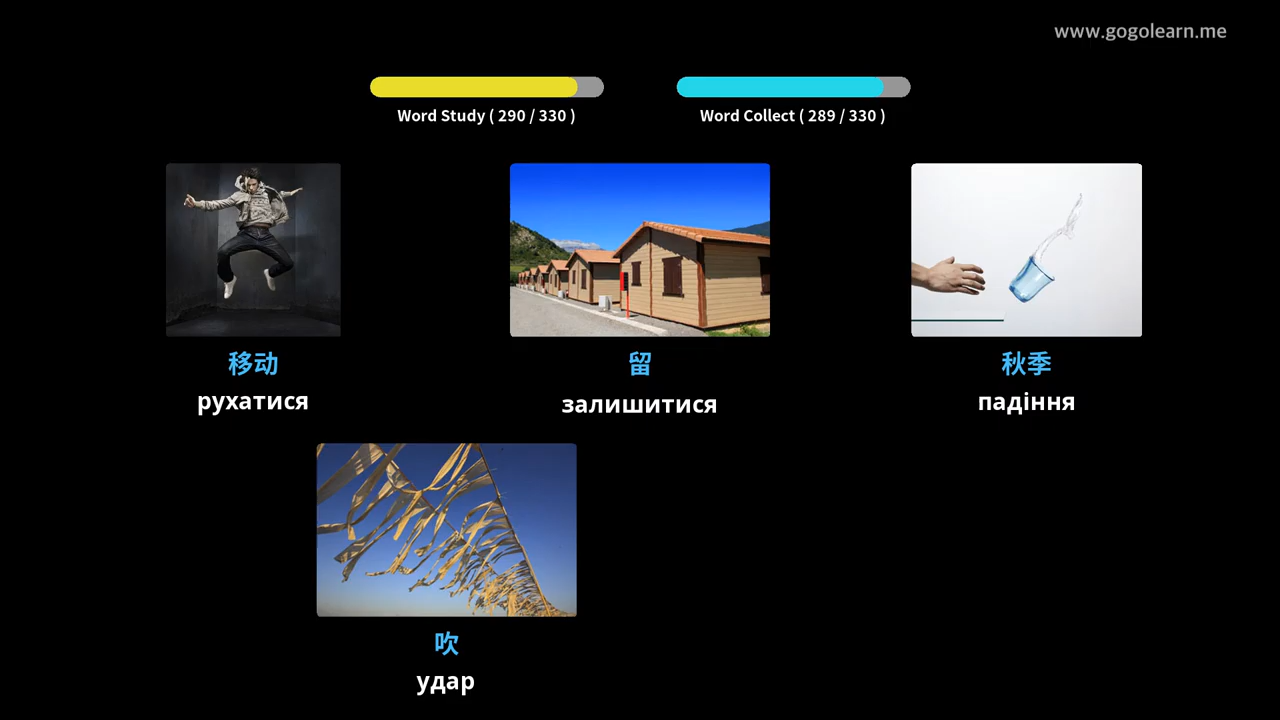 www.gogolearn.me
Word Study ( 290 / 330 )
Word Collect ( 289 / 330 )
移动
рухатися
留
залишитися
秋季
падіння
吹
удар